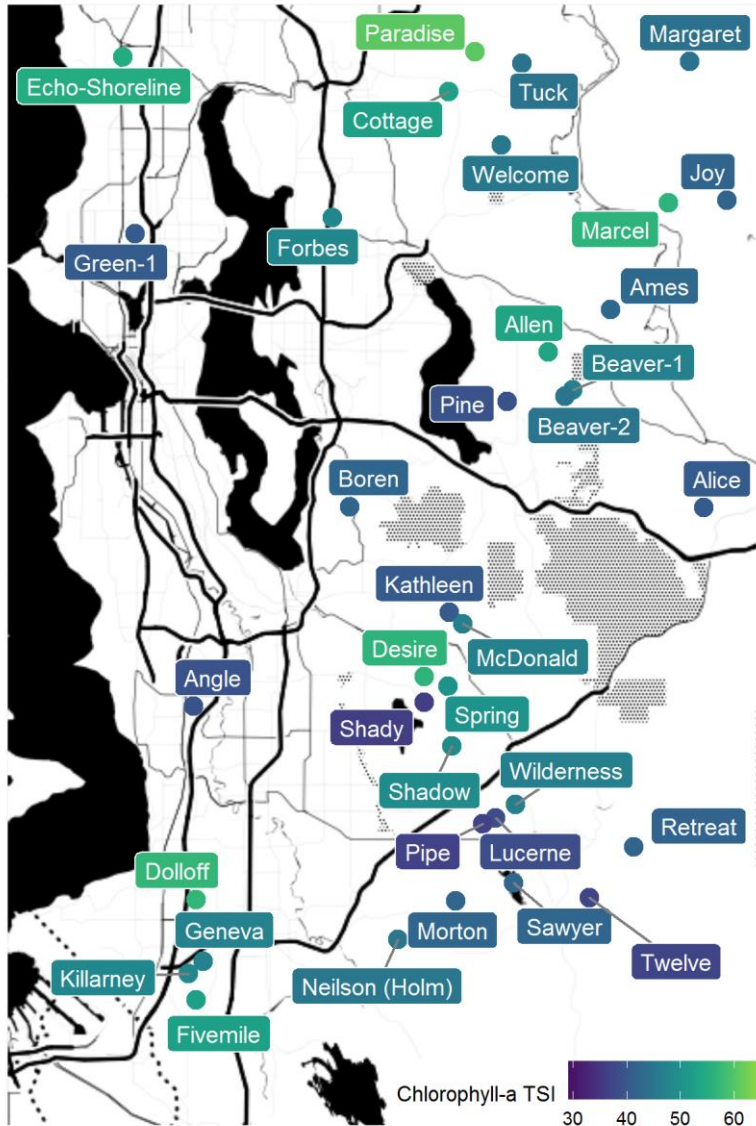 Paradise
Margaret
Echo-Shoreline
Tuck
Cottage
Welcome
Joy
Marcel
Forbes
Green-1
Ames
Allen
Beaver-1
Pine
Beaver-2
Boren
Alice
Kathleen
McDonald
Desire
Angle
Spring
Shady
Shadow
Wilderness
Retreat
Pipe
Lucerne
Dolloff
Geneva
Morton
Sawyer
Twelve
Killarney
Neilson (Holm)
Fivemile
Chlorophyll-a TSI
30 40 50 60